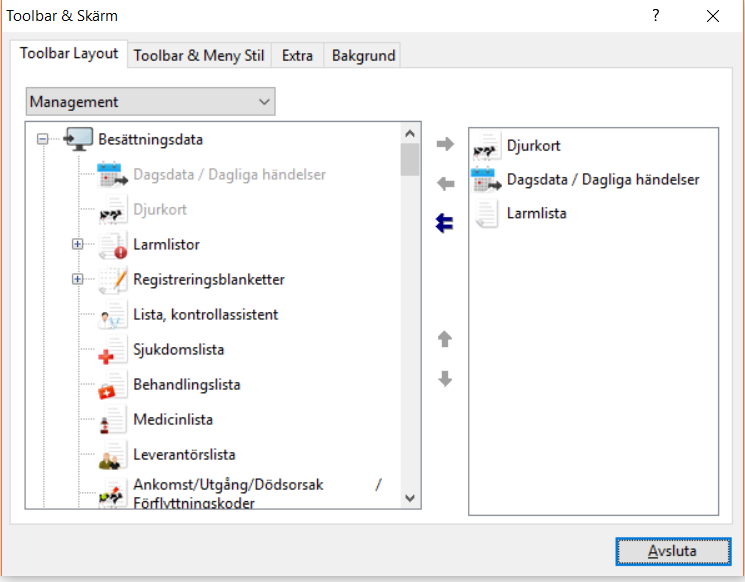 Toolbar & Skärm
?
Toolbar Layout
Toolbar & Meny Stil
Extra
Bakgrund
Management
Besättningsdata
Dagsdata / Dagliga händelser
Djurkort
Larmlistor
Registreringsblanketter
Lista, kontrollassistent
Sjukdomslista
Behandlingslista
Medicinlista
Leverantörslista
Ankomst/Utgång/Dödsorsak /
Förflyttningskoder
Djurkort
Dagsdata / Dagliga händelser
Larmlista
Avsluta